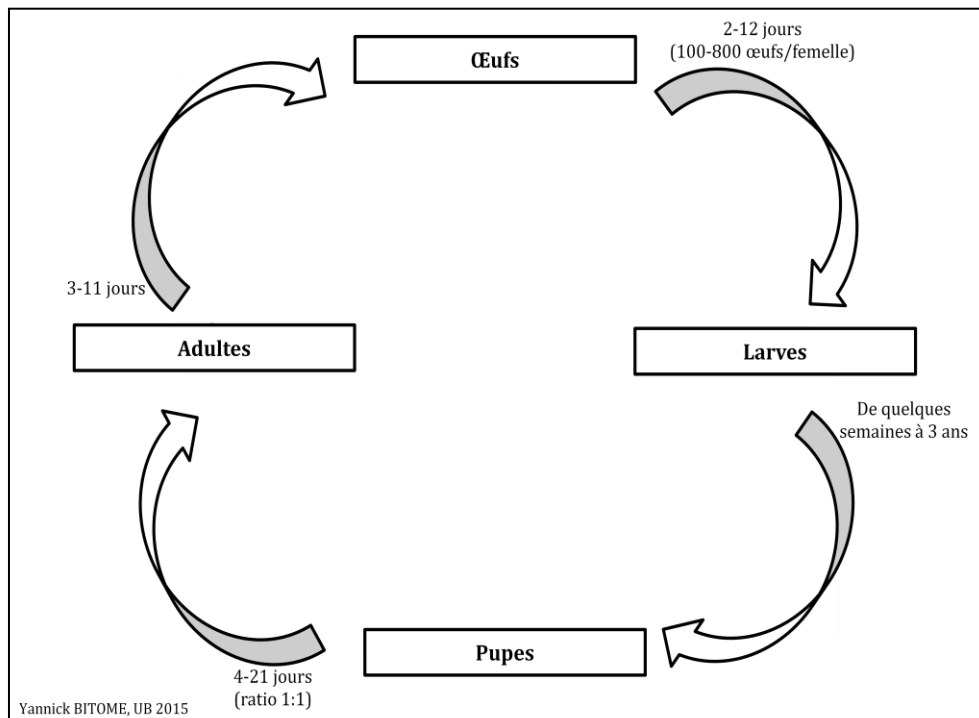 Œufs
2-12 jours
(100-800 œufs/femelle)
3-11 jours
Adultes
Larves
De quelques
semaines à 3 ans
Pupes
4-21 jours
(ratio 1:1)
Yannick BITOME, UB 2015